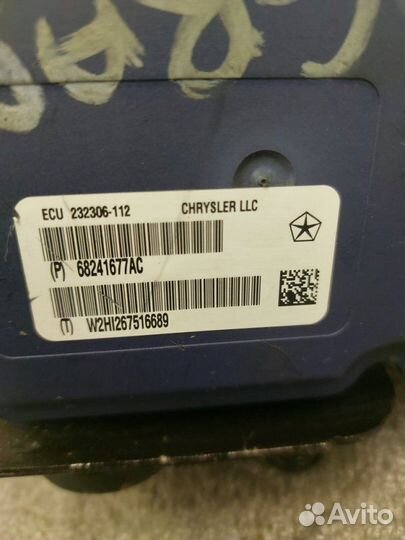 ECU 232306-112 CHRYSLER LLC
(P) 68241677AC
(T) W2HI267516689
Avito